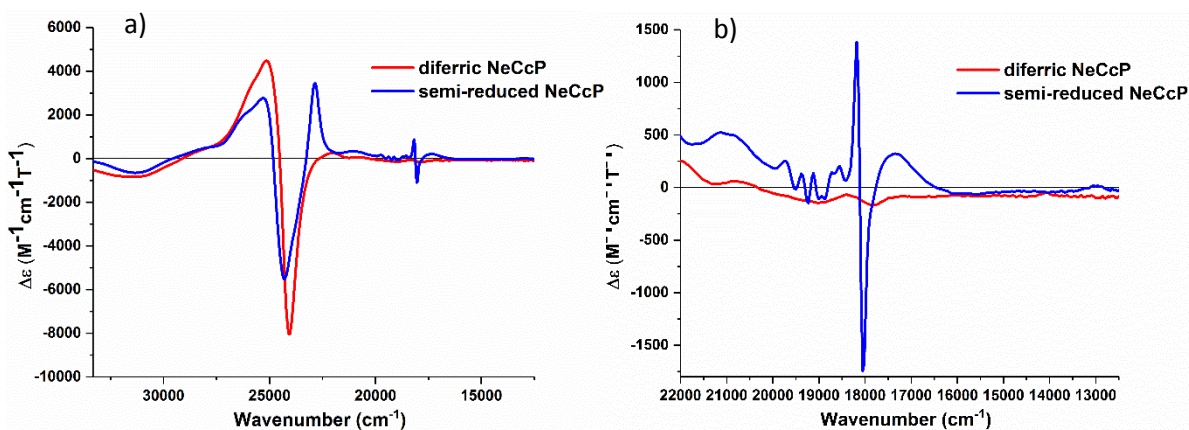 a)
diferric NeCcP
semi-reduced NeCcP
6000
4000
2000
0
-2000
-4000
-6000
-8000
-10000
Δε (M⁻¹cm⁻¹T⁻¹)
30000 25000 20000 15000
Wavenumber (cm⁻¹)
b)
diferric NeCcP
semi-reduced NeCcP
1500
1000
500
0
-500
-1000
-1500
Δε (M⁻¹cm⁻¹T⁻¹)
22000 21000 20000 19000 18000 17000 16000 15000 14000 13000
Wavenumber (cm⁻¹)